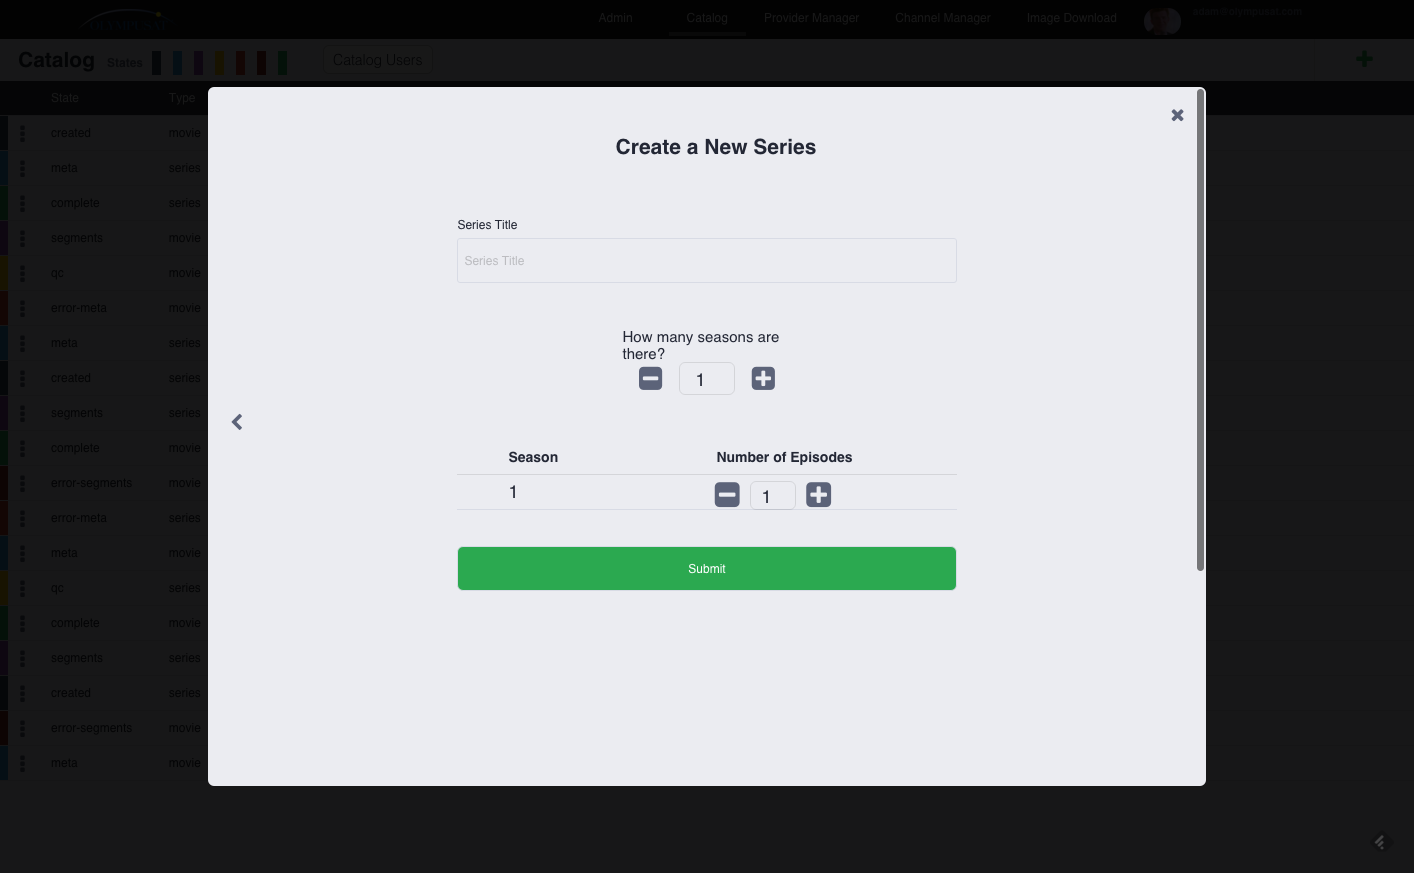 Admin Catalog Provider Manager Channel Manager Image Download
Catalog States Catalog Users
State Type
created movie
meta series
complete series
segments movie
qc movie
error-meta movie
meta series
created series
segments series
complete movie
error-segments movie
error-meta series
meta movie
qc series
complete movie
segments series
created series
error-segments movie
meta movie
Create a New Series
Series Title
Series Title
How many seasons are
there?
1
Season Number of Episodes
1 1
Submit